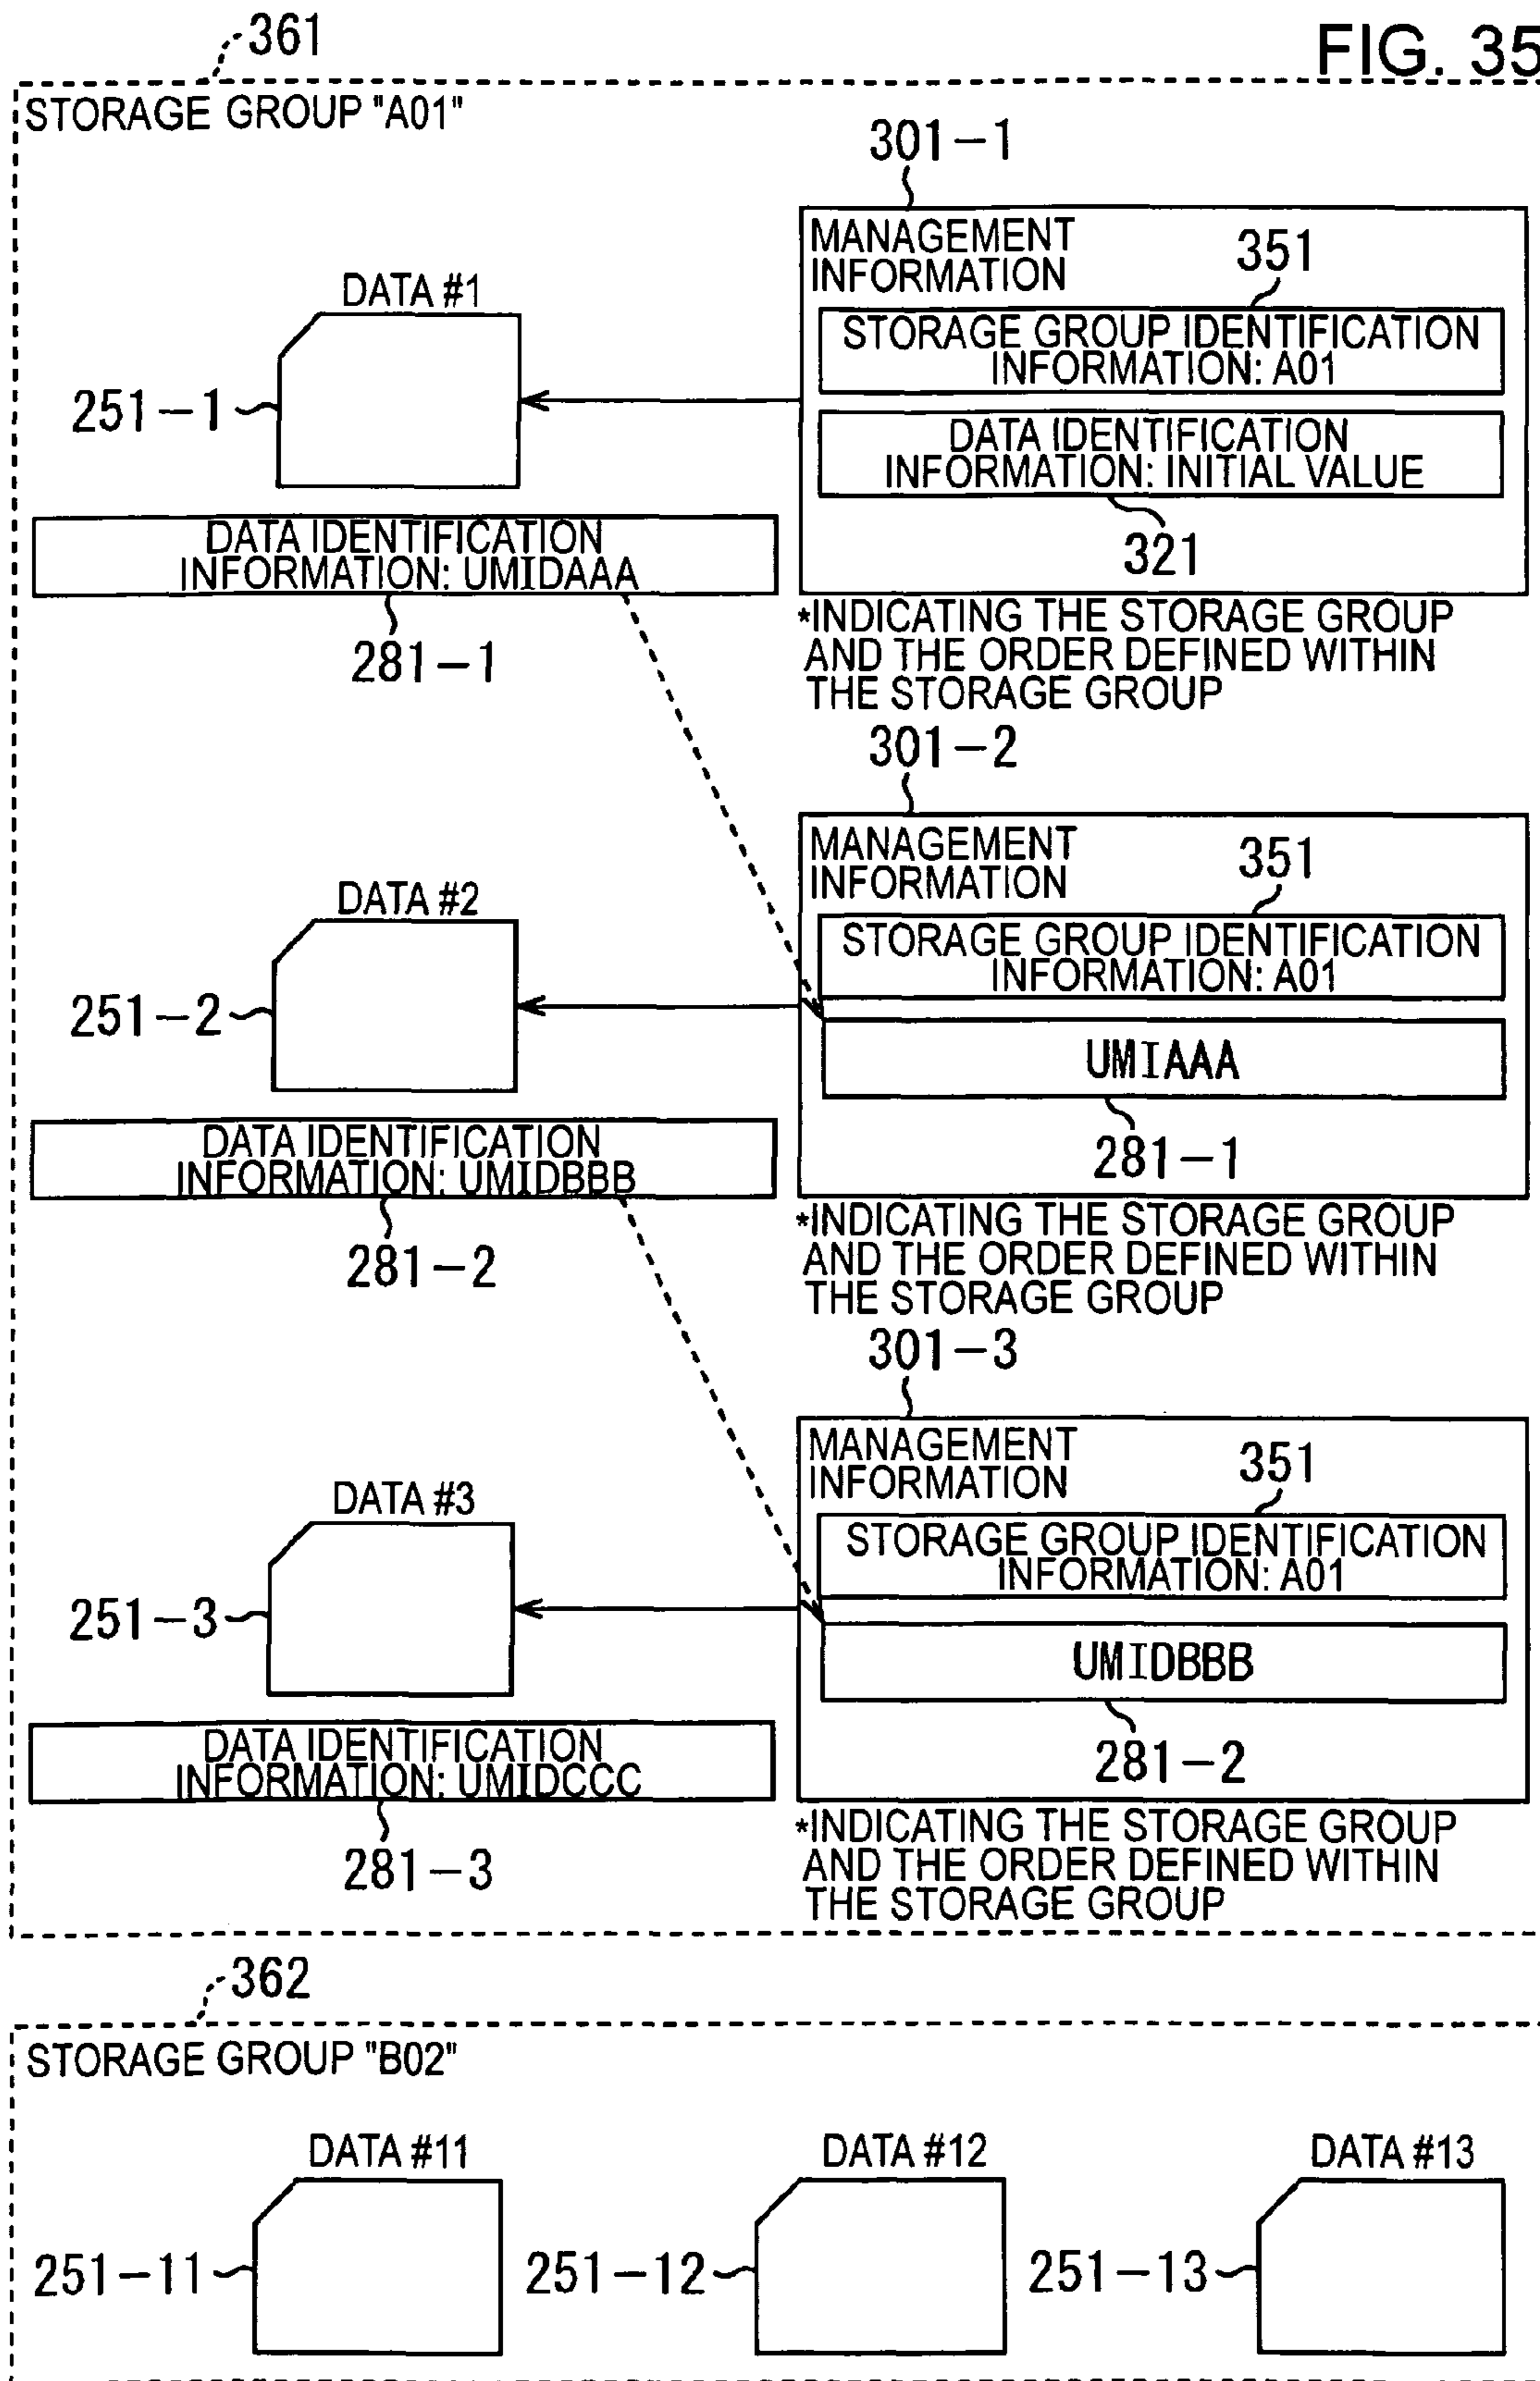 361
FIG. 35
STORAGE GROUP "A01"
301-1
MANAGEMENT
INFORMATION
351
STORAGE GROUP IDENTIFICATION
INFORMATION: A01
DATA #1
251-1
DATA IDENTIFICATION
INFORMATION: INITIAL VALUE
321
DATA IDENTIFICATION
INFORMATION: UMIDAAA
281-1
*INDICATING THE STORAGE GROUP
AND THE ORDER DEFINED WITHIN
THE STORAGE GROUP
301-2
MANAGEMENT
INFORMATION
351
STORAGE GROUP IDENTIFICATION
INFORMATION: A01
DATA #2
251-2
UMIAAA
281-1
DATA IDENTIFICATION
INFORMATION: UMIDBBB
281-2
*INDICATING THE STORAGE GROUP
AND THE ORDER DEFINED WITHIN
THE STORAGE GROUP
301-3
MANAGEMENT
INFORMATION
351
STORAGE GROUP IDENTIFICATION
INFORMATION: A01
DATA #3
251-3
UMIDBBB
281-2
DATA IDENTIFICATION
INFORMATION: UMIDCCC
281-3
*INDICATING THE STORAGE GROUP
AND THE ORDER DEFINED WITHIN
THE STORAGE GROUP
362
STORAGE GROUP "B02"
DATA #11
DATA #12
DATA #13
251-11
251-12
251-13